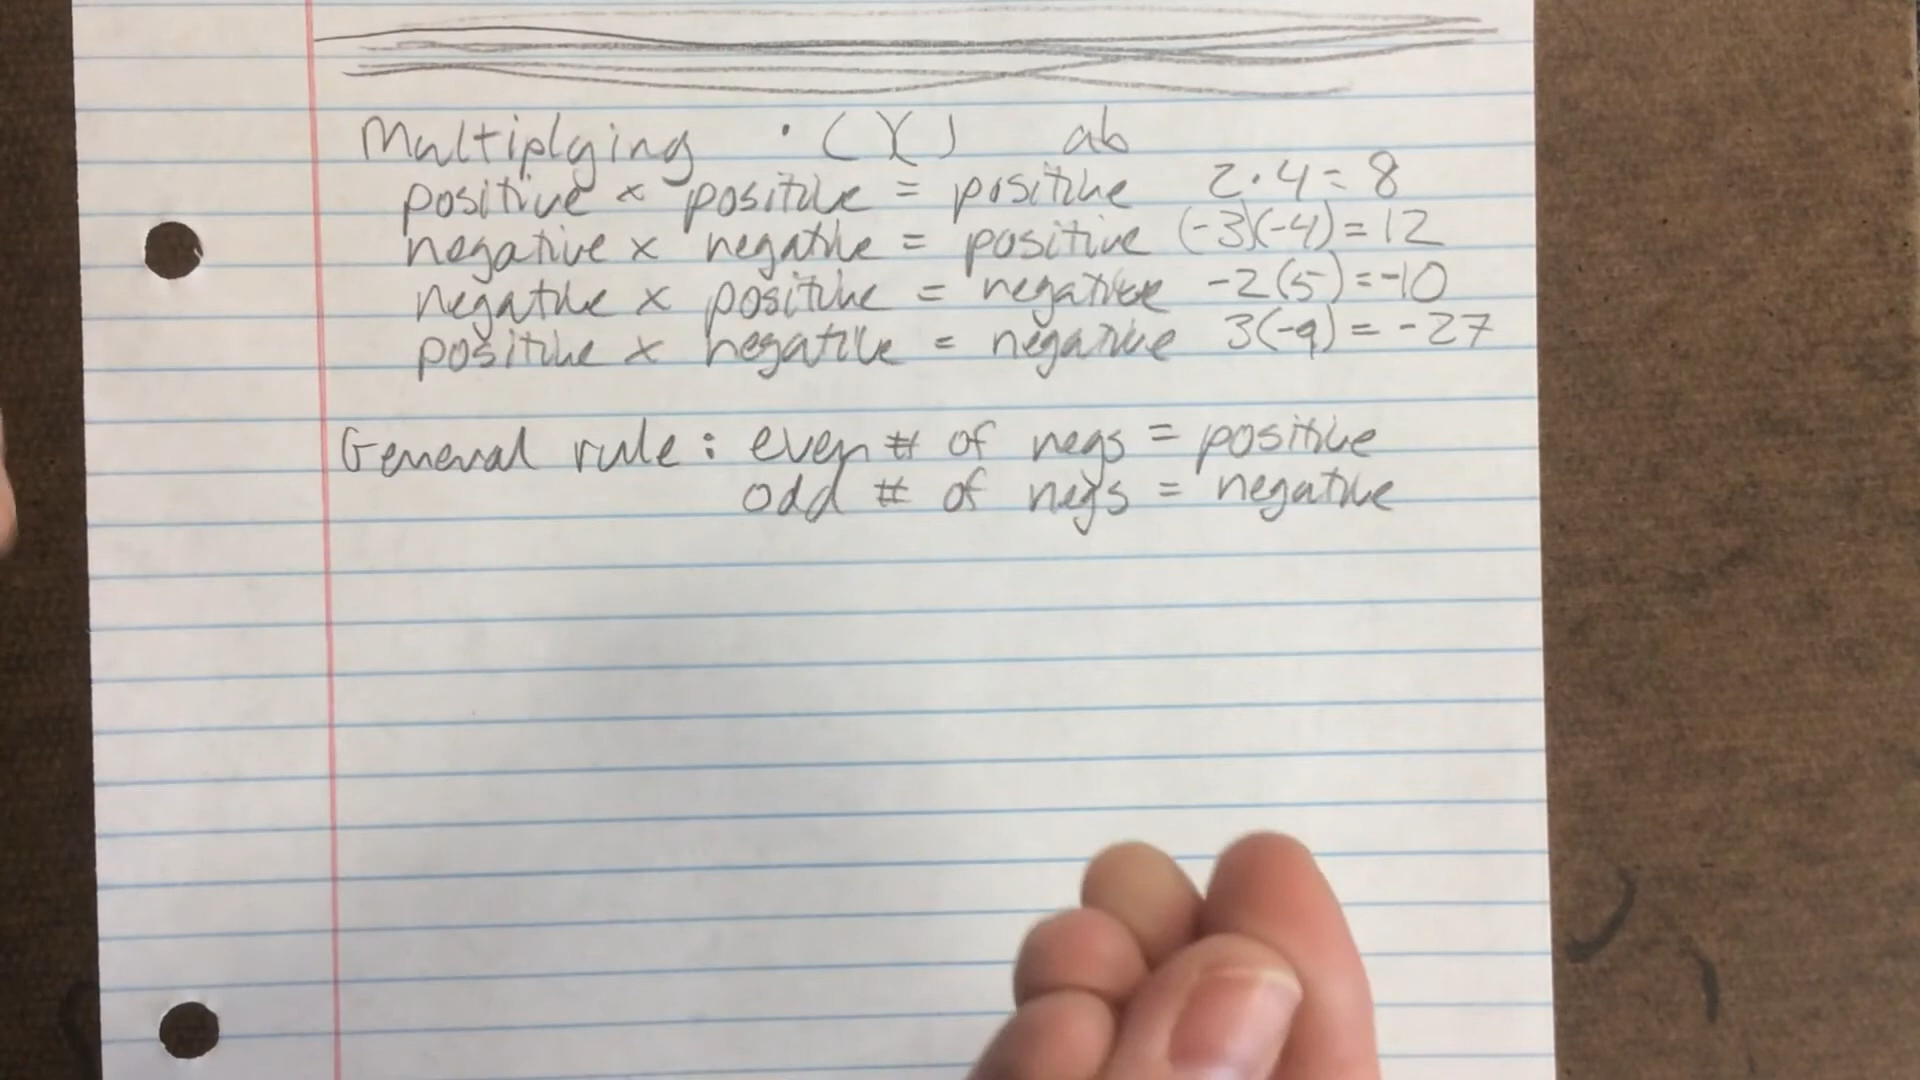 Multiplying · ( )( ) ab
positive x positive = positive 2·4=8
negative x negative = positive (-3)(-4)=12
negative x positive = negative -2(5)=-10
positive x negative = negative 3(-9) = -27
General rule: even # of negs = positive
odd # of negs = negative